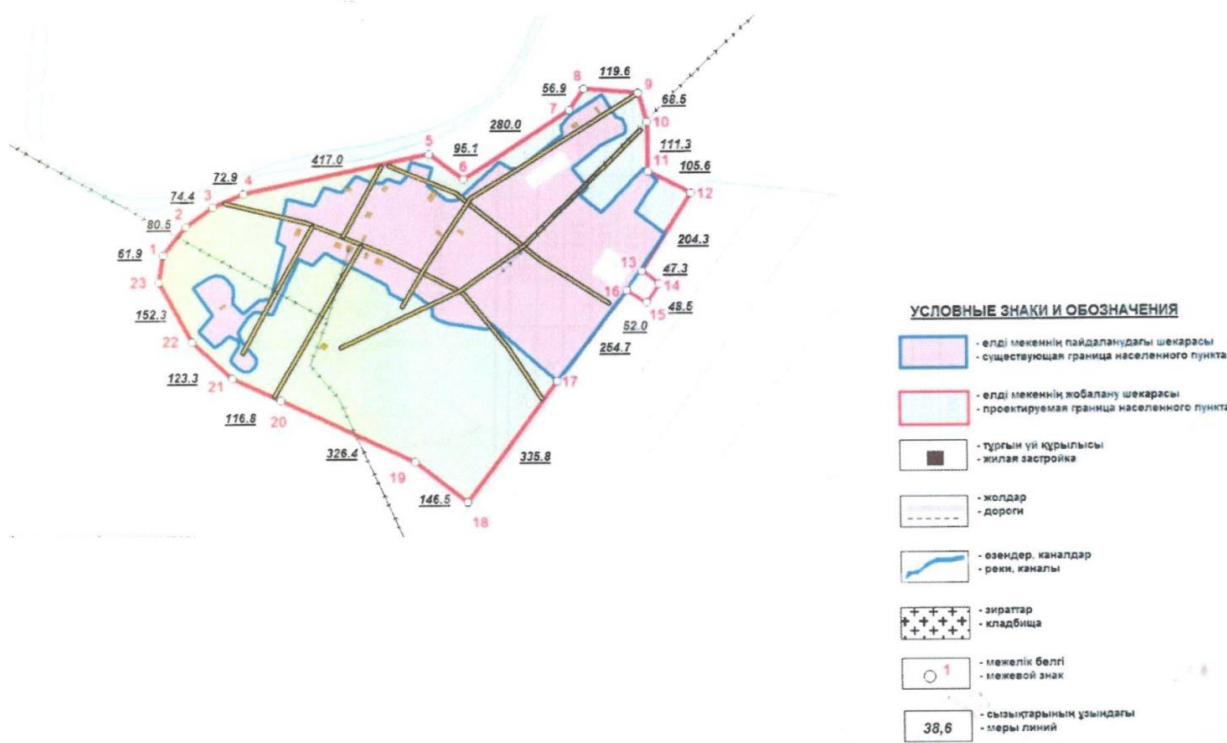 8
119.6
9
56.9
7
68.5
10
280.0
111.3
5
95.1
11
105.6
417.0
6
12
72.9
4
74.4
3
2
80.5
204.3
61.9
1
13
47.3
23
16
14
48.5
15
152.3
52.0
22
254.7
123.3
21
17
116.8
20
326.4
335.8
19
146.5
18
УСЛОВНЫЕ ЗНАКИ И ОБОЗНАЧЕНИЯ
- елді мекеннің пайдаланудағы шекарасы
- существующая граница населенного пункта
- елді мекеннің жобалану шекарасы
- проектируемая граница населенного пункта
- тұрғын үй құрылысы
- жилая застройка
- жолдар
- дороги
- өзендер, каналдар
- реки, каналы
- зираттар
- кладбища
1
- межелік белгі
- межевой знак
38,6
- сызықтарының ұзындағы
- меры линий